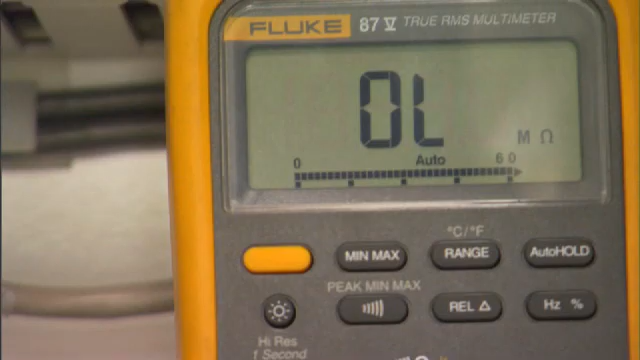 FLUKE 87 V TRUE RMS MULTIMETER
OL
M Ω
0 Auto 60
°C/°F
MIN MAX RANGE AutoHOLD
PEAK MIN MAX
REL Δ Hz %
Hi Res
1 Second